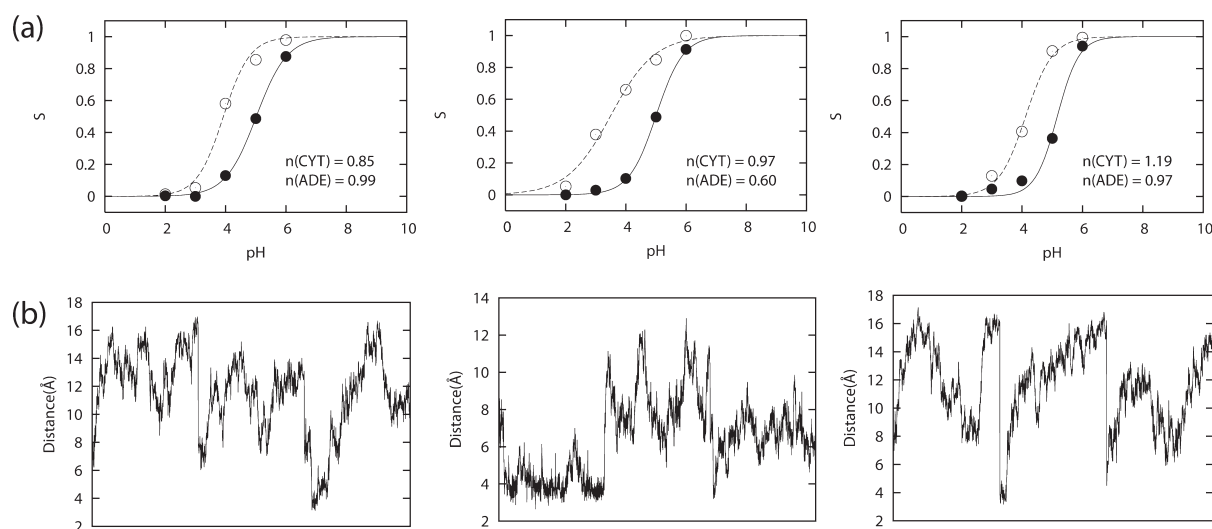 (a)
1
0.8
0.6
0.4
0.2
0
S
n(CYT) = 0.85
n(ADE) = 0.99
0 2 4 6 8 10
pH
1
0.8
0.6
0.4
0.2
0
S
n(CYT) = 0.97
n(ADE) = 0.60
0 2 4 6 8 10
pH
1
0.8
0.6
0.4
0.2
0
S
n(CYT) = 1.19
n(ADE) = 0.97
0 2 4 6 8 10
pH
(b)
18
16
14
12
10
8
6
4
2
Distance(Å)
14
12
10
8
6
4
2
Distance(Å)
18
16
14
12
10
8
6
4
2
Distance(Å)